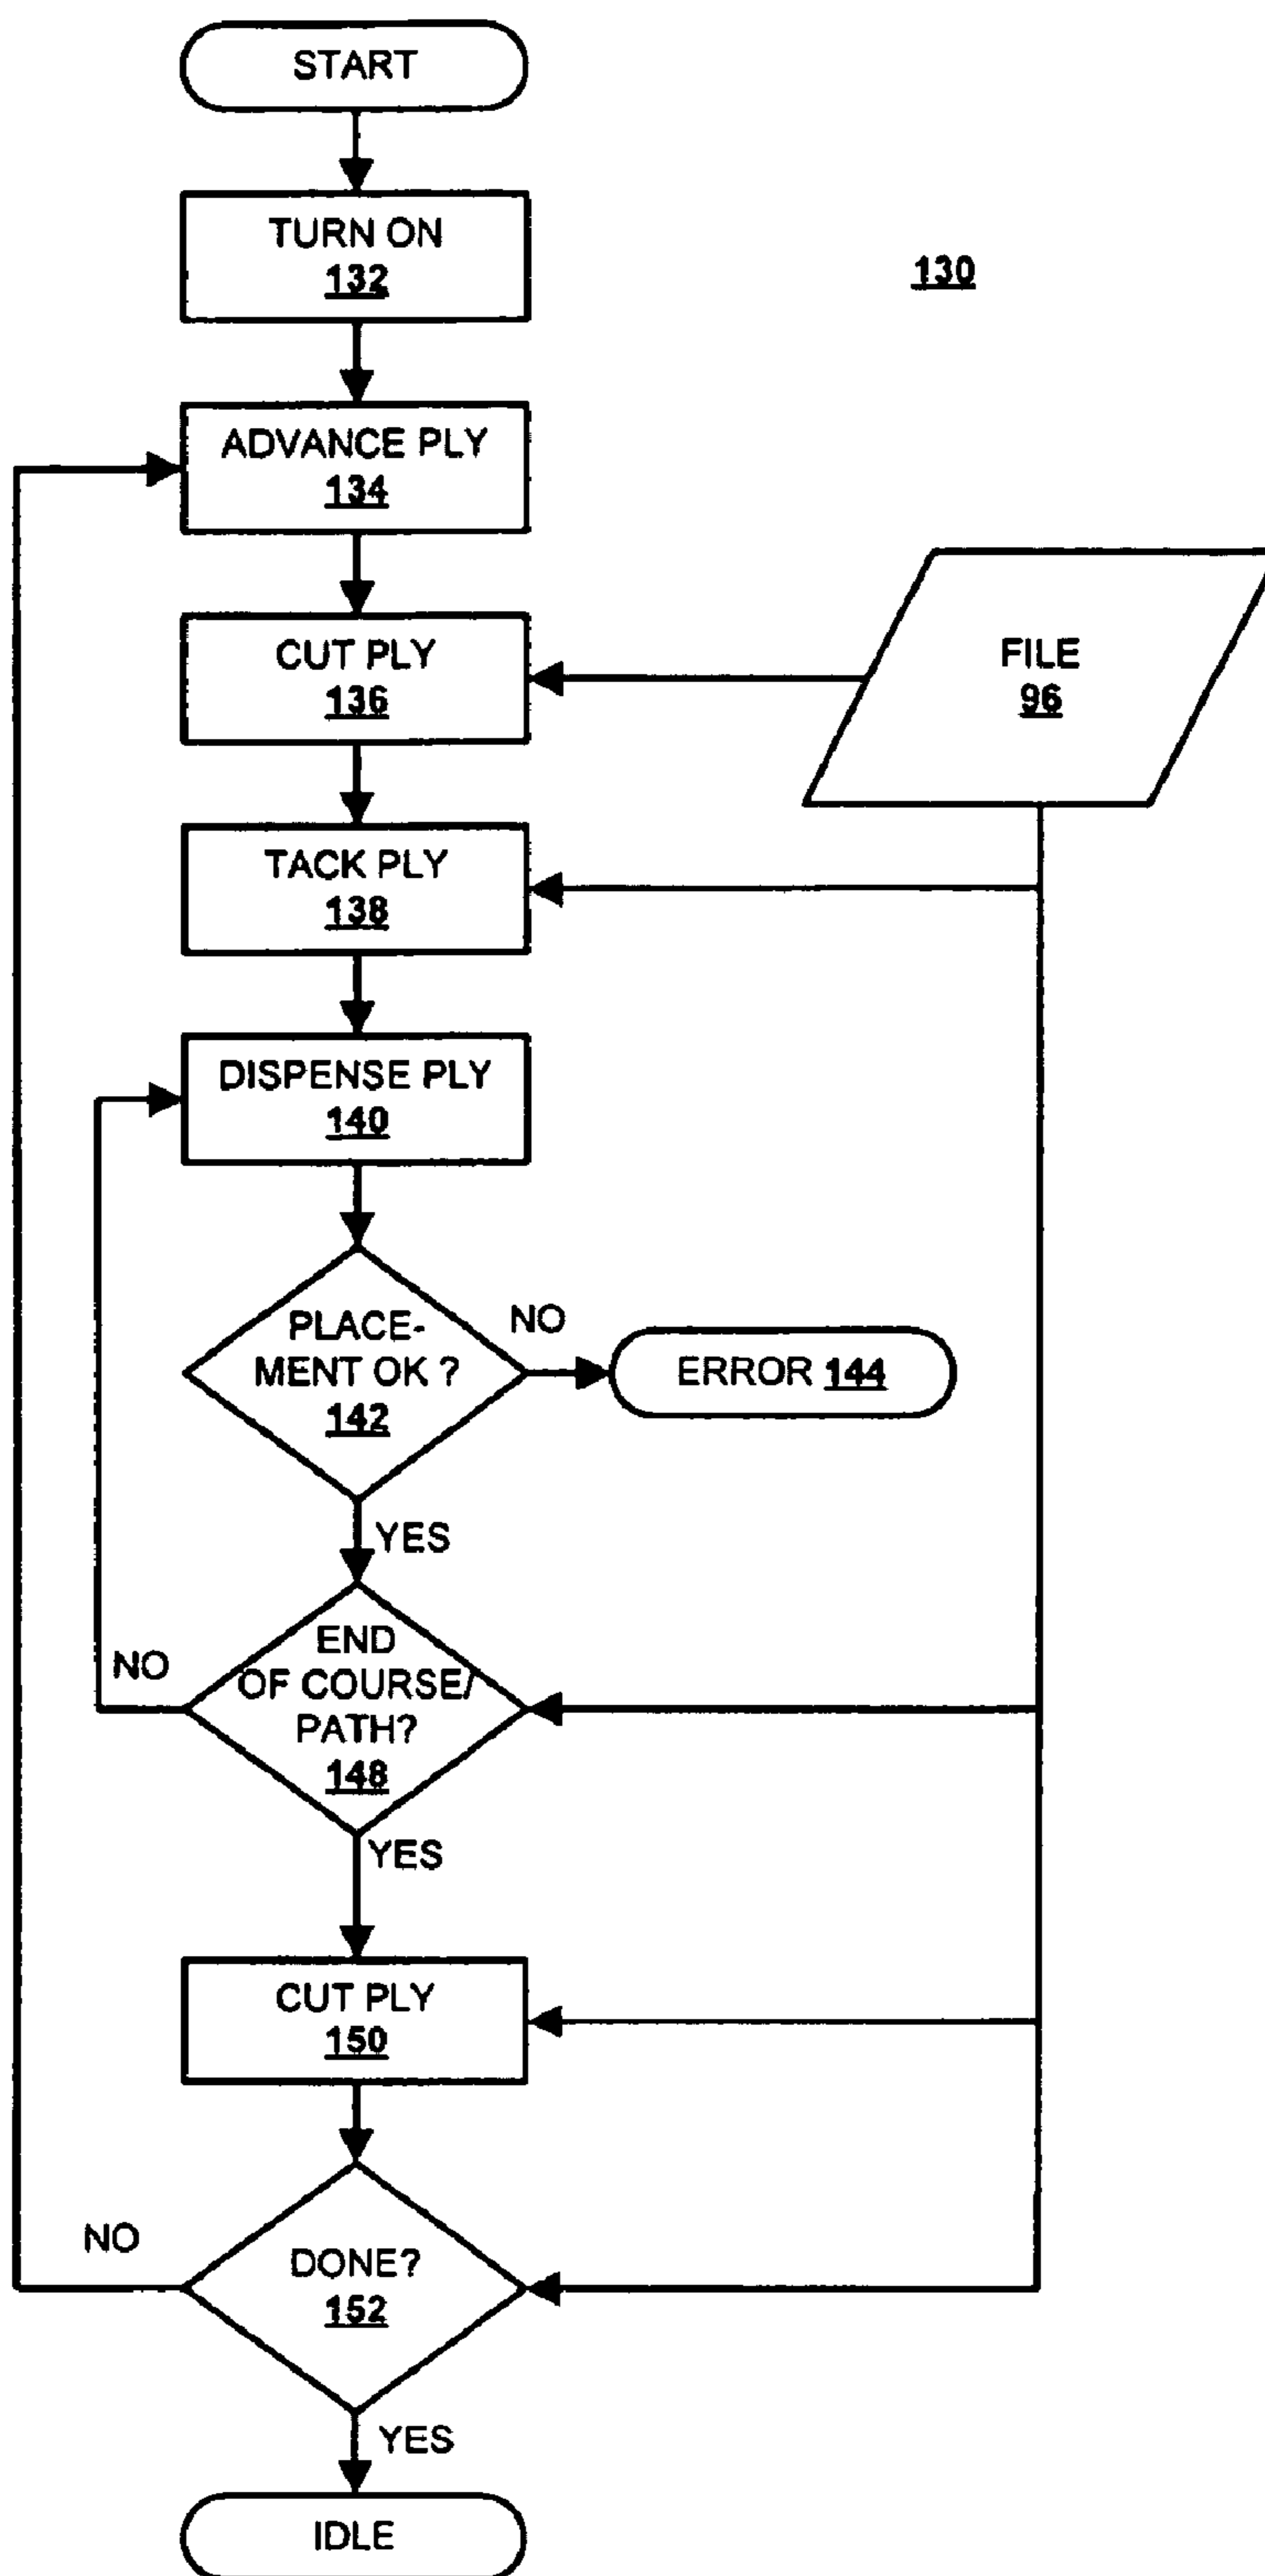 START
TURN ON
132
130
ADVANCE PLY
134
CUT PLY
136
FILE
96
TACK PLY
138
DISPENSE PLY
140
PLACE-
MENT OK ?
142
NO
ERROR 144
YES
END
OF COURSE/
PATH?
148
NO
YES
CUT PLY
150
DONE?
152
NO
YES
IDLE